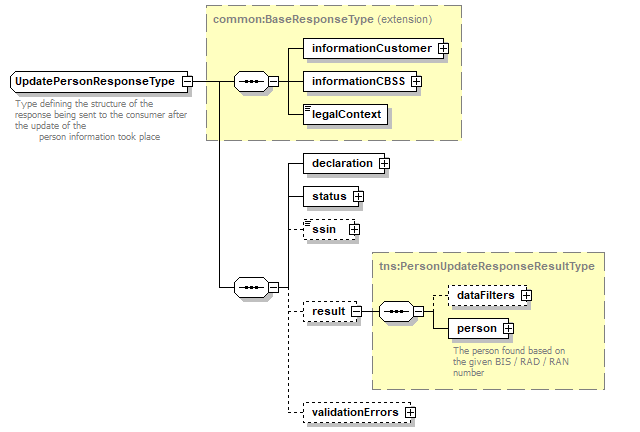 common:BaseResponseType (extension)
informationCustomer
UpdatePersonResponseType
informationCBSS
Type defining the structure of the
response being sent to the consumer after
the update of the
person information took place
legalContext
declaration
status
ssin
tns:PersonUpdateResponseResultType
dataFilters
result
person
The person found based on
the given BIS / RAD / RAN
number
validationErrors